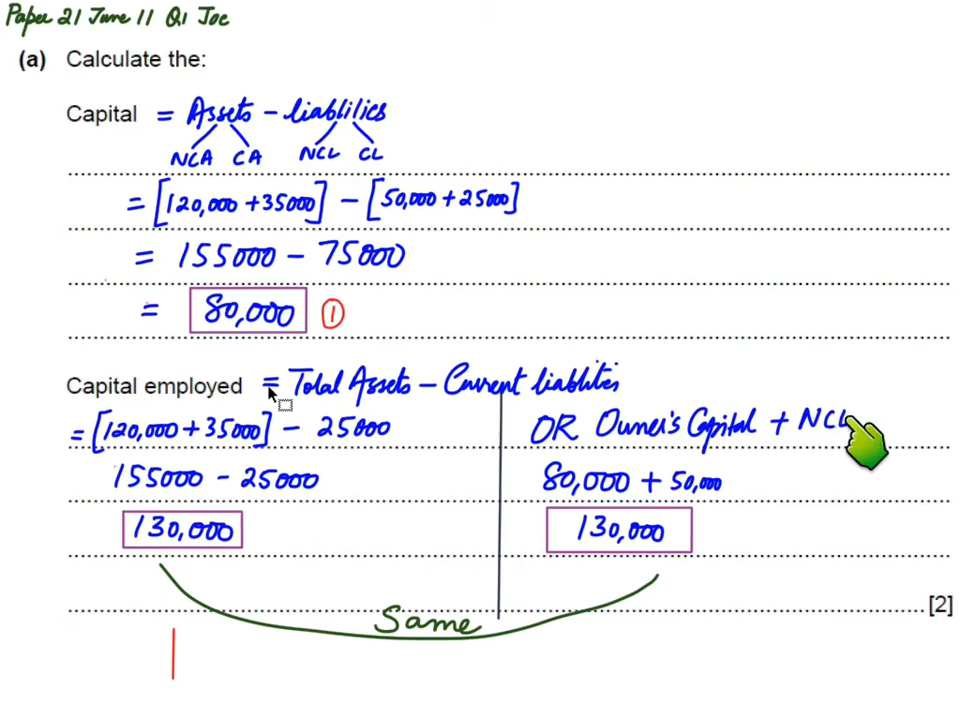 Paper 21 June 11 Q1 Joe
(a) Calculate the:
Capital = Assets - liablilies
NCA CA NCL CL
= [120,000 + 35000] - [50,000 + 25000]
= 155000 - 75000
= 80,000 1
Capital employed = Total Assets - Current liablities
= [120,000 + 35000] - 25000
155000 - 25000
130,000
OR Owner's Capital + NCL
80,000 + 50,000
130,000
[2]
Same